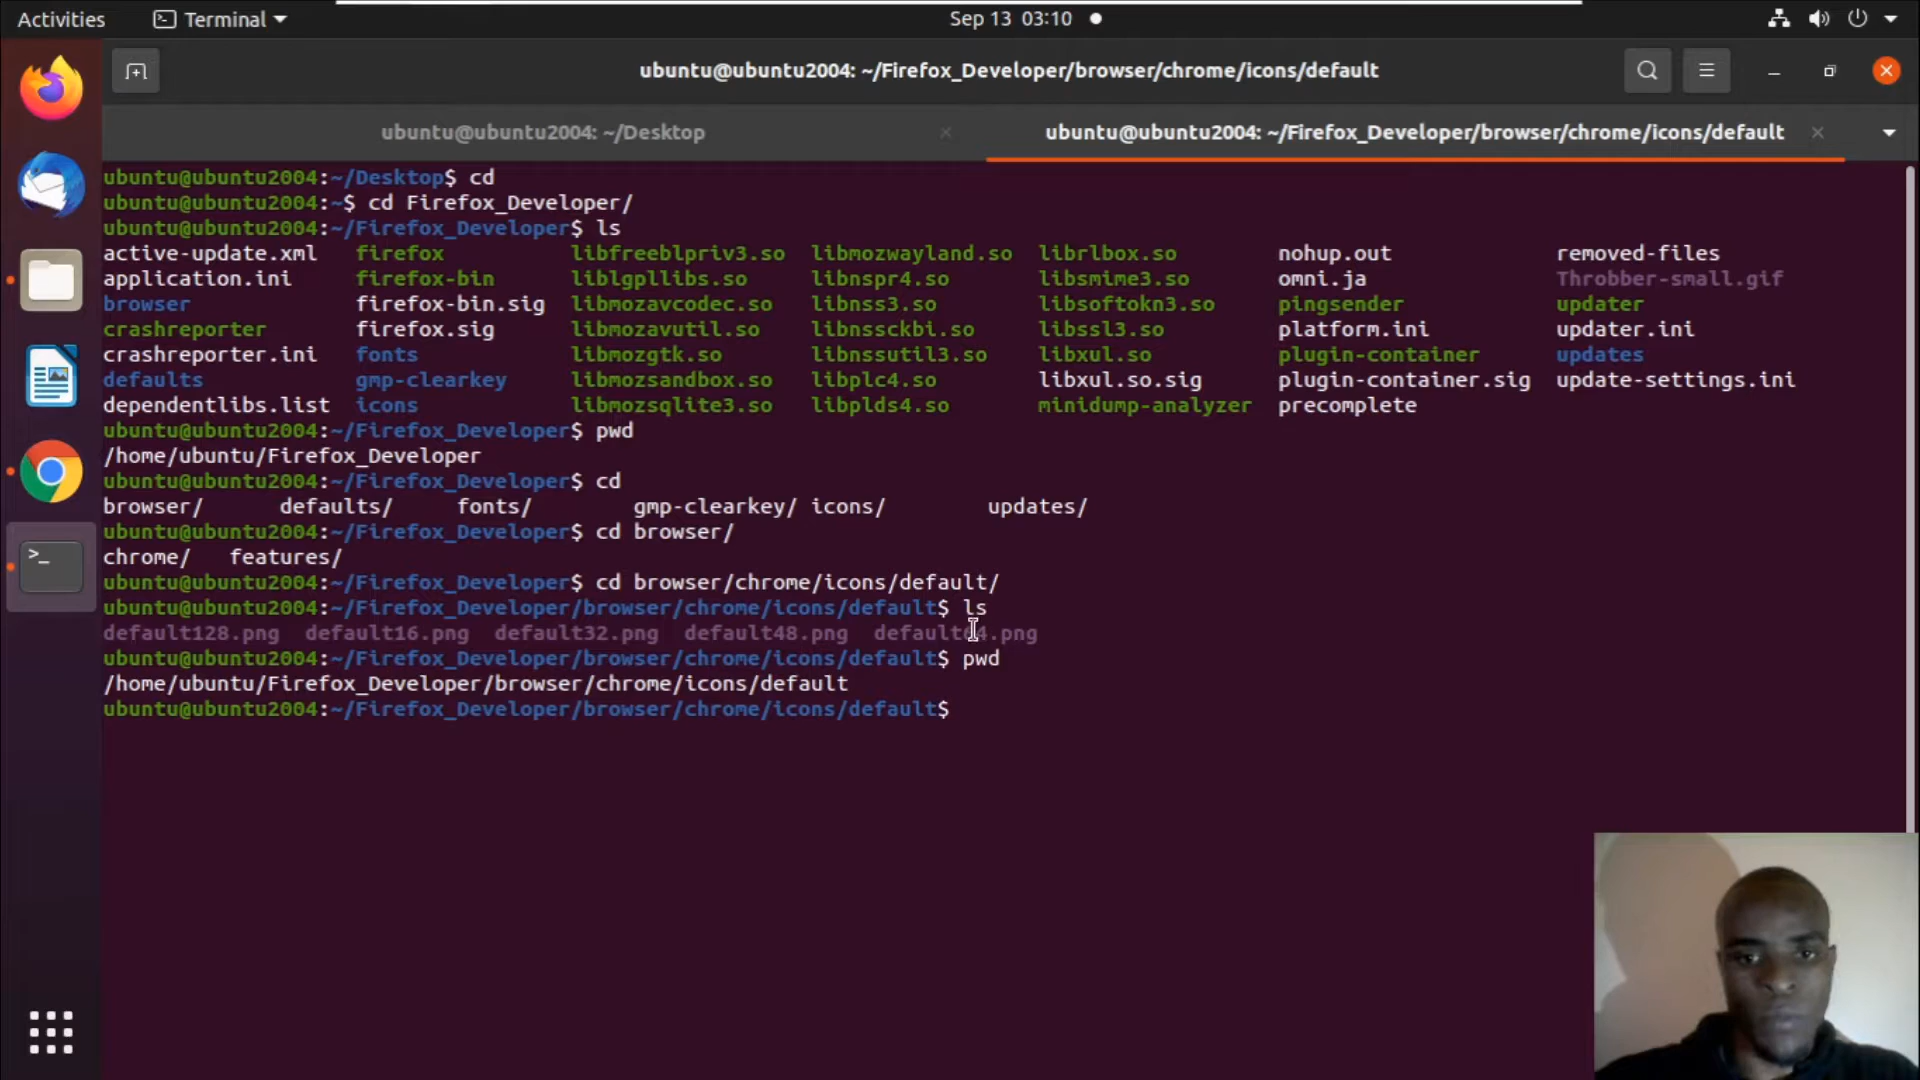 Activities Terminal Sep 13 03:10
ubuntu@ubuntu2004: ~/Firefox_Developer/browser/chrome/icons/default
ubuntu@ubuntu2004: ~/Desktop ubuntu@ubuntu2004: ~/Firefox_Developer/browser/chrome/icons/default
ubuntu@ubuntu2004:~/Desktop$ cd
ubuntu@ubuntu2004:~$ cd Firefox_Developer/
ubuntu@ubuntu2004:~/Firefox_Developer$ ls
active-update.xml firefox libfreeblpriv3.so libmozwayland.so librlbox.so nohup.out removed-files
application.ini firefox-bin liblgpllibs.so libnspr4.so libsmime3.so omni.ja Throbber-small.gif
browser firefox-bin.sig libmozavcodec.so libnss3.so libsoftokn3.so pingsender updater
crashreporter firefox.sig libmozavutil.so libnssckbi.so libssl3.so platform.ini updater.ini
crashreporter.ini fonts libmozgtk.so libnssutil3.so libxul.so plugin-container updates
defaults gmp-clearkey libmozsandbox.so libplc4.so libxul.so.sig plugin-container.sig update-settings.ini
dependentlibs.list icons libmozsqlite3.so libplds4.so minidump-analyzer precomplete
ubuntu@ubuntu2004:~/Firefox_Developer$ pwd
/home/ubuntu/Firefox_Developer
ubuntu@ubuntu2004:~/Firefox_Developer$ cd
browser/ defaults/ fonts/ gmp-clearkey/ icons/ updates/
ubuntu@ubuntu2004:~/Firefox_Developer$ cd browser/
chrome/ features/
ubuntu@ubuntu2004:~/Firefox_Developer$ cd browser/chrome/icons/default/
ubuntu@ubuntu2004:~/Firefox_Developer/browser/chrome/icons/default$ ls
default128.png default16.png default32.png default48.png default64.png
ubuntu@ubuntu2004:~/Firefox_Developer/browser/chrome/icons/default$ pwd
/home/ubuntu/Firefox_Developer/browser/chrome/icons/default
ubuntu@ubuntu2004:~/Firefox_Developer/browser/chrome/icons/default$